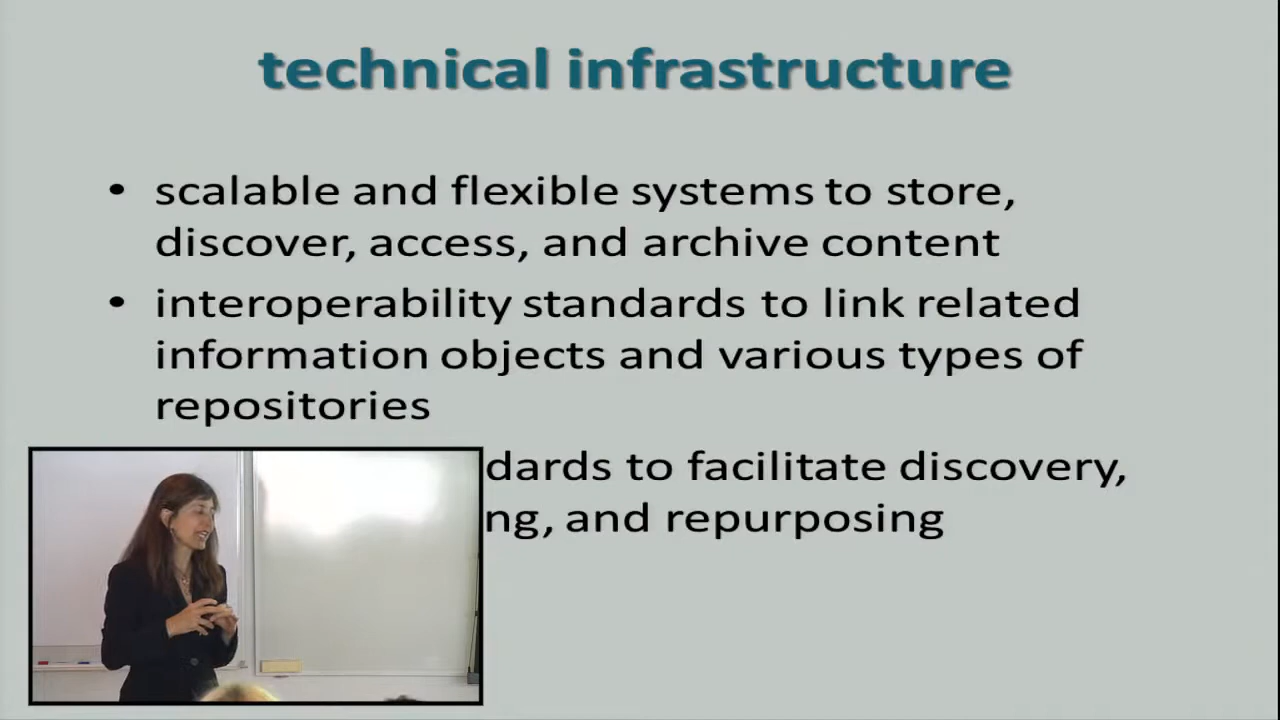 technical infrastructure
• scalable and flexible systems to store,
discover, access, and archive content
• interoperability standards to link related
information objects and various types of
repositories
dards to facilitate discovery,
ng, and repurposing